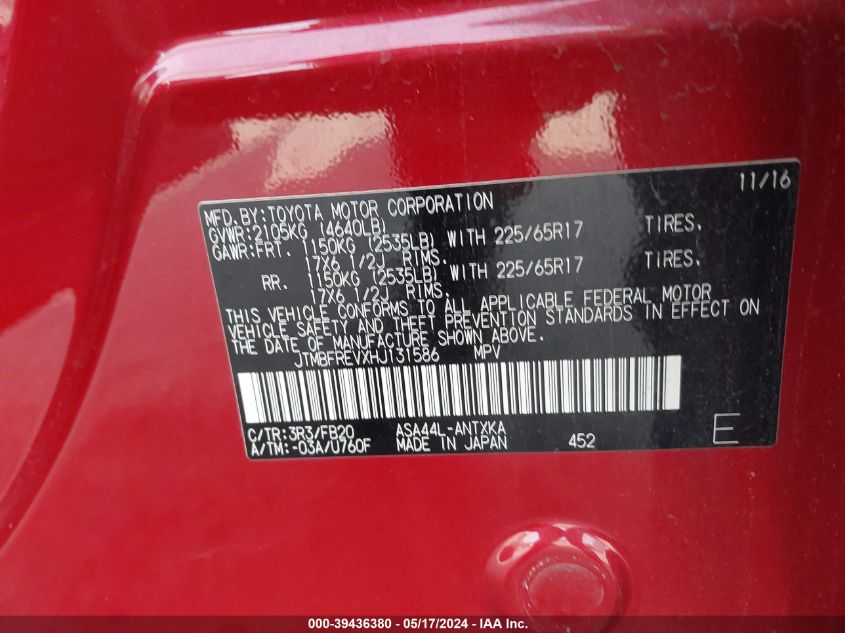 11/16
MFD. BY:TOYOTA MOTOR CORPORATION
GVWR:2105KG (4640LB)
GAWR:FRT. 1150KG (2535LB) WITH 225/65R17 TIRES.
17X6 1/2J RIMS.
RR. 1150KG (2535LB) WITH 225/65R17 TIRES.
17X6 1/2J RIMS.
THIS VEHICLE CONFORMS TO ALL APPLICABLE FEDERAL MOTOR
VEHICLE SAFETY AND THEFT PREVENTION STANDARDS IN EFFECT ON
THE DATE OF MANUFACTURE SHOWN ABOVE.
JTMBFREVXHJ131586 MPV
C/TR:3R3/FB20 ASA44L-ANTXKA
A/TM:-03A/U760F MADE IN JAPAN 452 E
000-39436380 - 05/17/2024 - IAA Inc.